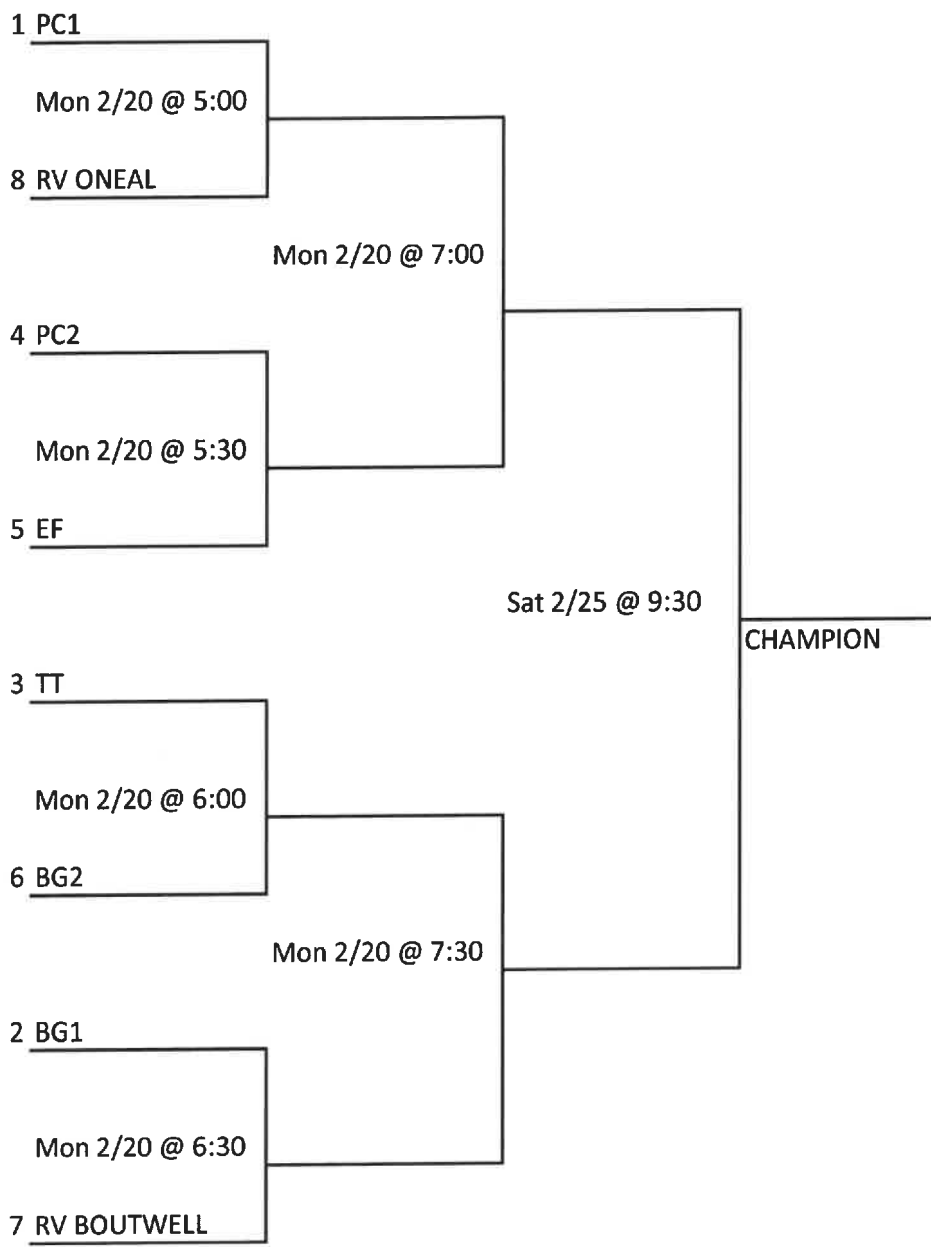 1 PC1
Mon 2/20 @ 5:00
8 RV ONEAL
Mon 2/20 @ 7:00
4 PC2
Mon 2/20 @ 5:30
5 EF
Sat 2/25 @ 9:30
CHAMPION
3 TT
Mon 2/20 @ 6:00
6 BG2
Mon 2/20 @ 7:30
2 BG1
Mon 2/20 @ 6:30
7 RV BOUTWELL